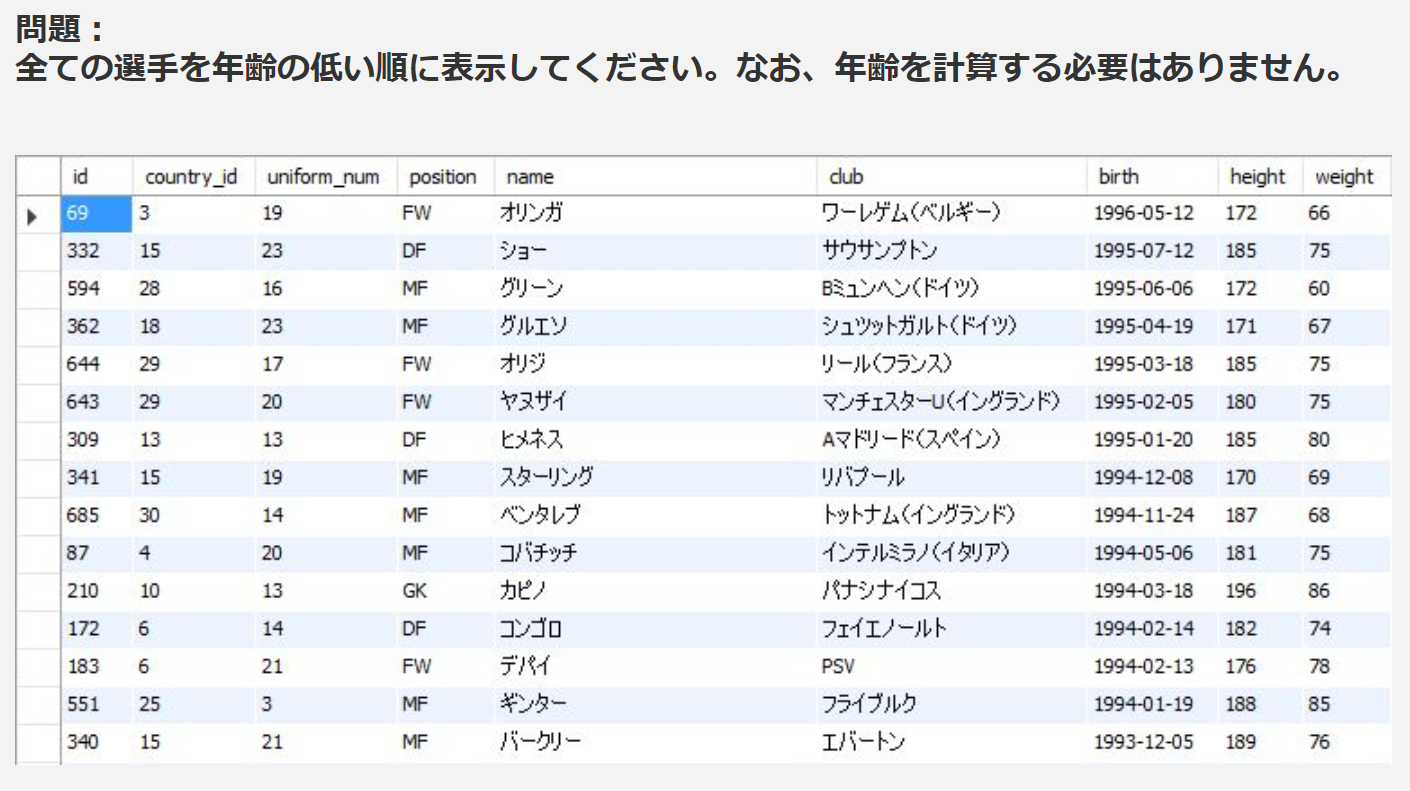 問題：
全ての選手を年齢の低い順に表示してください。なお、年齢を計算する必要はありません。
id country_id uniform_num position name club birth height weight
69 3 19 FW オリンガ ワーレゲム(ベルギー) 1996-05-12 172 66
332 15 23 DF ショー サウサンプトン 1995-07-12 185 75
594 28 16 MF グリーン Bミュンヘン(ドイツ) 1995-06-06 172 60
362 18 23 MF グルエソ シュツットガルト(ドイツ) 1995-04-19 171 67
644 29 17 FW オリジ リール(フランス) 1995-03-18 185 75
643 29 20 FW ヤヌザイ マンチェスターU(イングランド) 1995-02-05 180 75
309 13 13 DF ヒメネス Aマドリード(スペイン) 1995-01-20 185 80
341 15 19 MF スターリング リバプール 1994-12-08 170 69
685 30 14 MF ベンタレブ トットナム(イングランド) 1994-11-24 187 68
87 4 20 MF コバチッチ インテルミラノ(イタリア) 1994-05-06 181 75
210 10 13 GK カピノ パナシナイコス 1994-03-18 196 86
172 6 14 DF コンゴロ フェイエノールト 1994-02-14 182 74
183 6 21 FW デパイ PSV 1994-02-13 176 78
551 25 3 MF ギンター フライブルク 1994-01-19 188 85
340 15 21 MF バークリー エバートン 1993-12-05 189 76